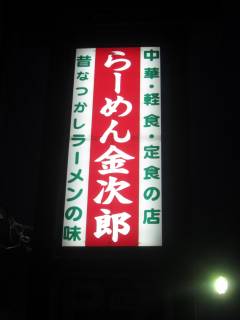 中華・軽食・定食の店
らーめん金次郎
昔なつかしラーメンの味